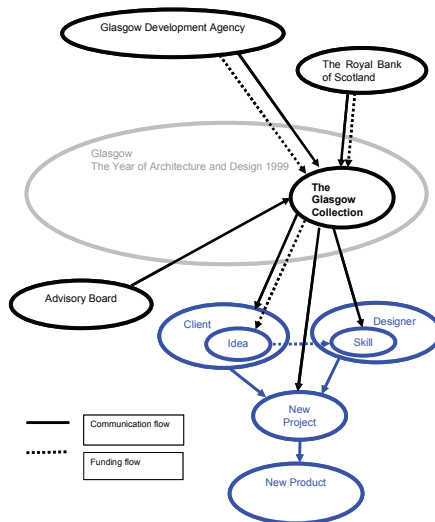 Glasgow Development Agency
The Royal Bank
of Scotland
Glasgow
The Year of Architecture and Design 1999
The
Glasgow
Collection
Advisory Board
Client
Designer
Idea
Skill
New
Project
Communication flow
Funding flow
New Product